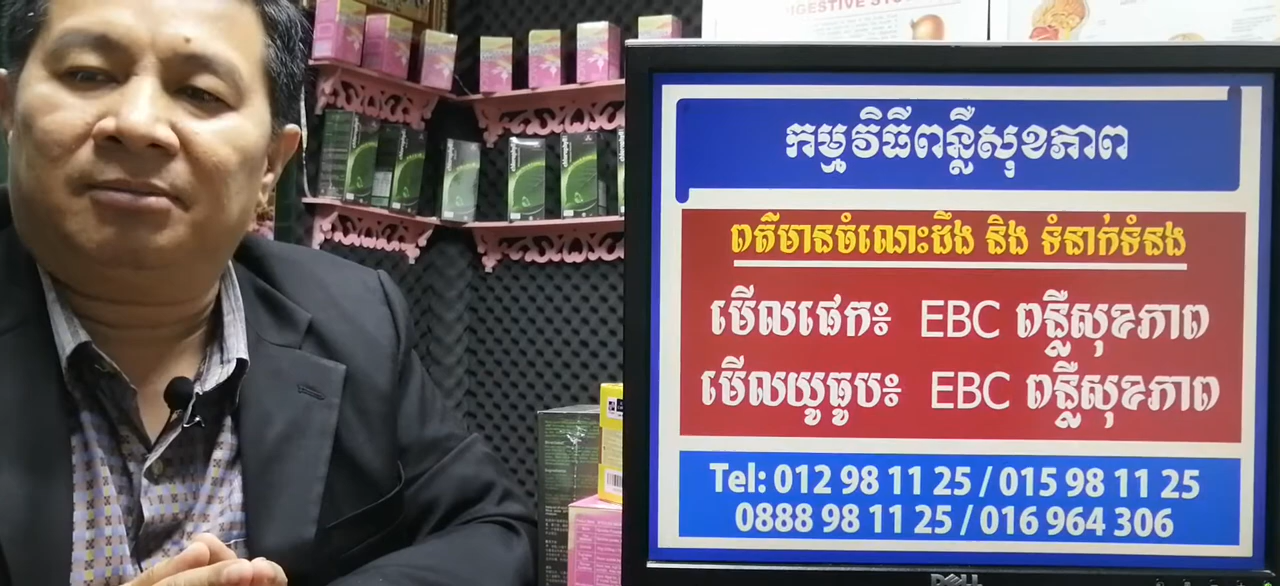 DIGESTIVE
កម្មវិធីពន្លឺសុខភាព
ពត៌មានចំណេះដឹង និង ទំនាក់ទំនង
មើលផេក៖ EBC ពន្លឺសុខភាព
មើលយូធូប៖ EBC ពន្លឺសុខភាព
Tel: 012 98 11 25 / 015 98 11 25
0888 98 11 25 / 016 964 306
DELL